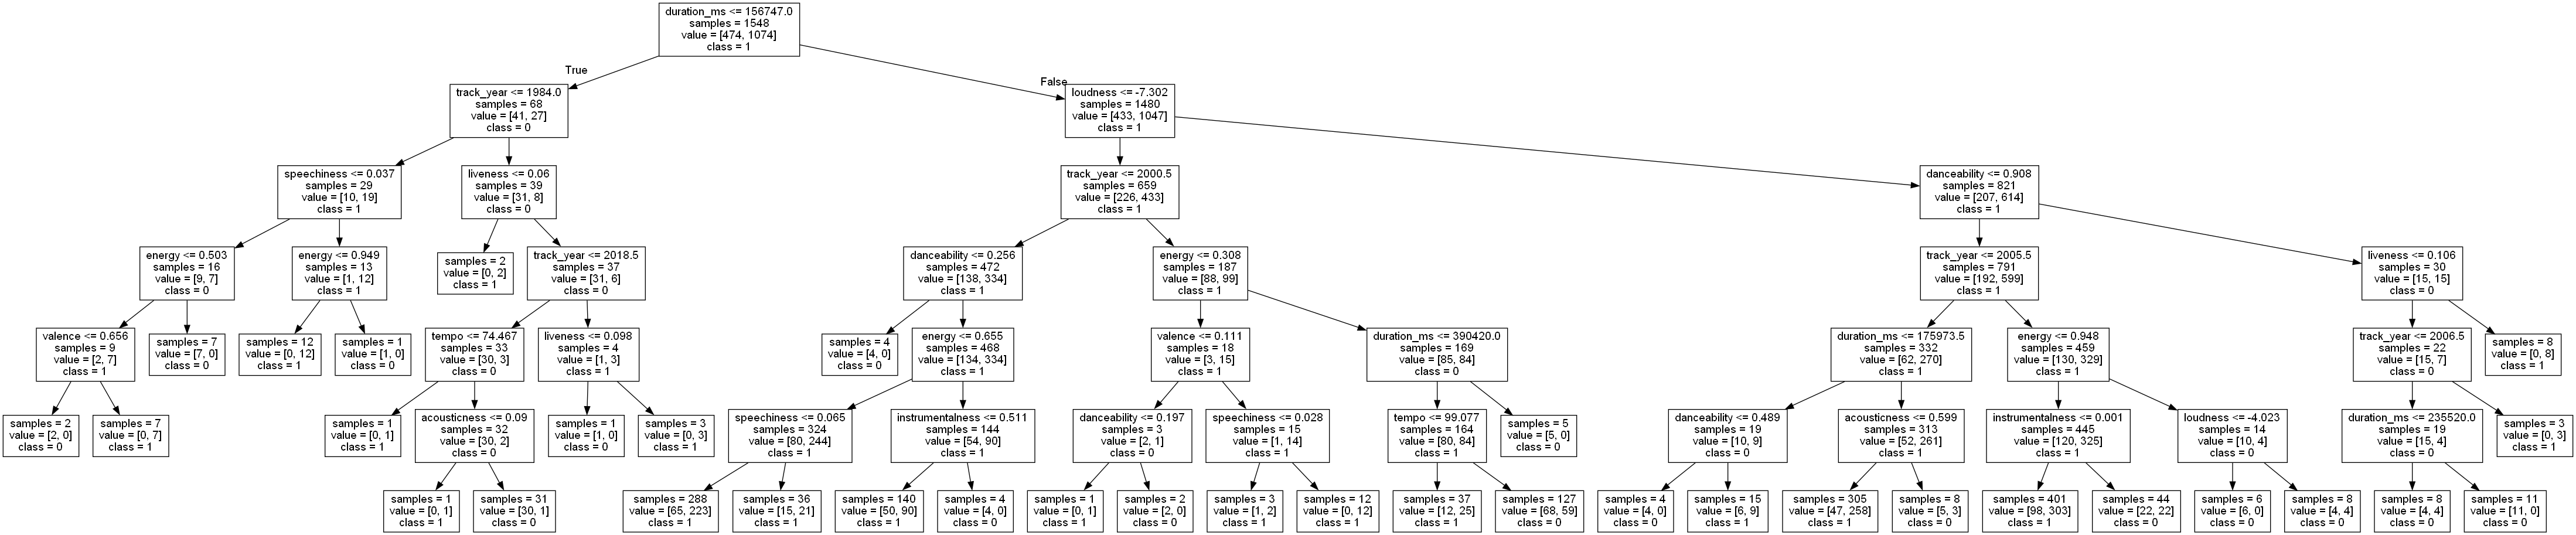 duration_ms <= 156747.0
samples = 1548
value = [474, 1074]
class = 1
True
False
track_year <= 1984.0
samples = 68
value = [41, 27]
class = 0
loudness <= -7.302
samples = 1480
value = [433, 1047]
class = 1
speechiness <= 0.037
samples = 29
value = [10, 19]
class = 1
liveness <= 0.06
samples = 39
value = [31, 8]
class = 0
track_year <= 2000.5
samples = 659
value = [226, 433]
class = 1
danceability <= 0.908
samples = 821
value = [207, 614]
class = 1
energy <= 0.503
samples = 16
value = [9, 7]
class = 0
energy <= 0.949
samples = 13
value = [1, 12]
class = 1
samples = 2
value = [0, 2]
class = 1
track_year <= 2018.5
samples = 37
value = [31, 6]
class = 0
danceability <= 0.256
samples = 472
value = [138, 334]
class = 1
energy <= 0.308
samples = 187
value = [88, 99]
class = 1
track_year <= 2005.5
samples = 791
value = [192, 599]
class = 1
liveness <= 0.106
samples = 30
value = [15, 15]
class = 0
valence <= 0.656
samples = 9
value = [2, 7]
class = 1
samples = 7
value = [7, 0]
class = 0
samples = 12
value = [0, 12]
class = 1
samples = 1
value = [1, 0]
class = 0
tempo <= 74.467
samples = 33
value = [30, 3]
class = 0
liveness <= 0.098
samples = 4
value = [1, 3]
class = 1
samples = 4
value = [4, 0]
class = 0
energy <= 0.655
samples = 468
value = [134, 334]
class = 1
valence <= 0.111
samples = 18
value = [3, 15]
class = 1
duration_ms <= 390420.0
samples = 169
value = [85, 84]
class = 0
duration_ms <= 175973.5
samples = 332
value = [62, 270]
class = 1
energy <= 0.948
samples = 459
value = [130, 329]
class = 1
track_year <= 2006.5
samples = 22
value = [15, 7]
class = 0
samples = 8
value = [0, 8]
class = 1
samples = 2
value = [2, 0]
class = 0
samples = 7
value = [0, 7]
class = 1
samples = 1
value = [0, 1]
class = 1
acousticness <= 0.09
samples = 32
value = [30, 2]
class = 0
samples = 1
value = [1, 0]
class = 0
samples = 3
value = [0, 3]
class = 1
speechiness <= 0.065
samples = 324
value = [80, 244]
class = 1
instrumentalness <= 0.511
samples = 144
value = [54, 90]
class = 1
danceability <= 0.197
samples = 3
value = [2, 1]
class = 0
speechiness <= 0.028
samples = 15
value = [1, 14]
class = 1
tempo <= 99.077
samples = 164
value = [80, 84]
class = 1
samples = 5
value = [5, 0]
class = 0
danceability <= 0.489
samples = 19
value = [10, 9]
class = 0
acousticness <= 0.599
samples = 313
value = [52, 261]
class = 1
instrumentalness <= 0.001
samples = 445
value = [120, 325]
class = 1
loudness <= -4.023
samples = 14
value = [10, 4]
class = 0
duration_ms <= 235520.0
samples = 19
value = [15, 4]
class = 0
samples = 3
value = [0, 3]
class = 1
samples = 1
value = [0, 1]
class = 1
samples = 31
value = [30, 1]
class = 0
samples = 288
value = [65, 223]
class = 1
samples = 36
value = [15, 21]
class = 1
samples = 140
value = [50, 90]
class = 1
samples = 4
value = [4, 0]
class = 0
samples = 1
value = [0, 1]
class = 1
samples = 2
value = [2, 0]
class = 0
samples = 3
value = [1, 2]
class = 1
samples = 12
value = [0, 12]
class = 1
samples = 37
value = [12, 25]
class = 1
samples = 127
value = [68, 59]
class = 0
samples = 4
value = [4, 0]
class = 0
samples = 15
value = [6, 9]
class = 1
samples = 305
value = [47, 258]
class = 1
samples = 8
value = [5, 3]
class = 0
samples = 401
value = [98, 303]
class = 1
samples = 44
value = [22, 22]
class = 0
samples = 6
value = [6, 0]
class = 0
samples = 8
value = [4, 4]
class = 0
samples = 8
value = [4, 4]
class = 0
samples = 11
value = [11, 0]
class = 0